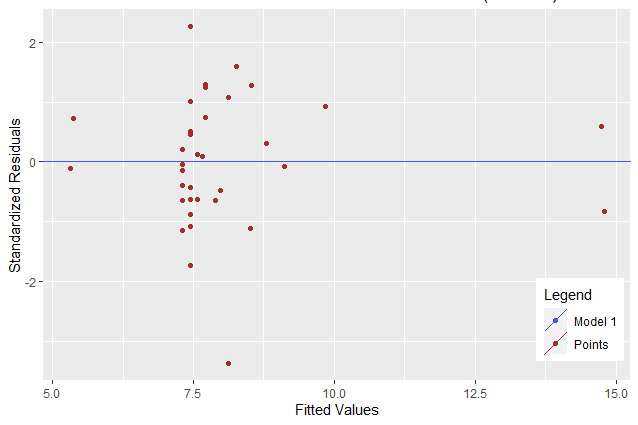 2
0
-2
Standardized Residuals
5.0
7.5
10.0
12.5
15.0
Fitted Values
Legend
Model 1
Points